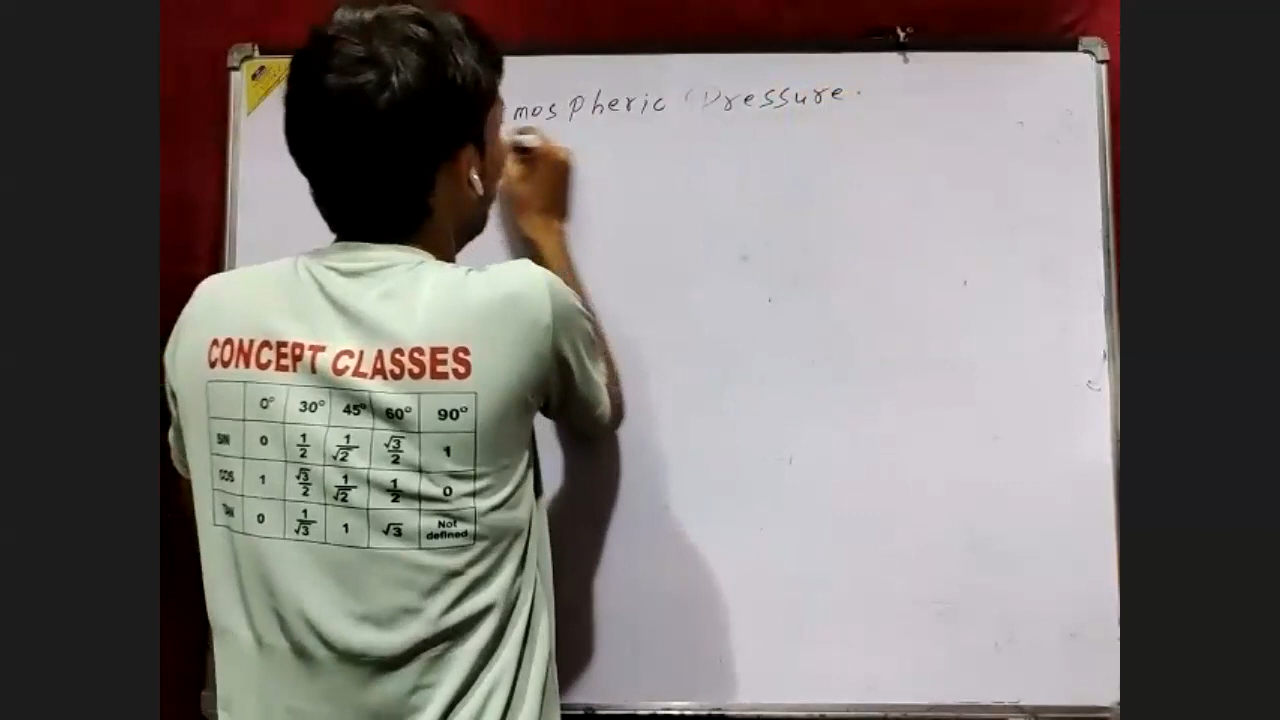 mospheric Pressure.
CONCEPT CLASSES
0° 30° 45° 60° 90°
SIN 0 1/2 1/√2 √3/2 1
COS 1 √3/2 1/√2 1/2 0
TAN 0 1/√3 1 √3 Not defined